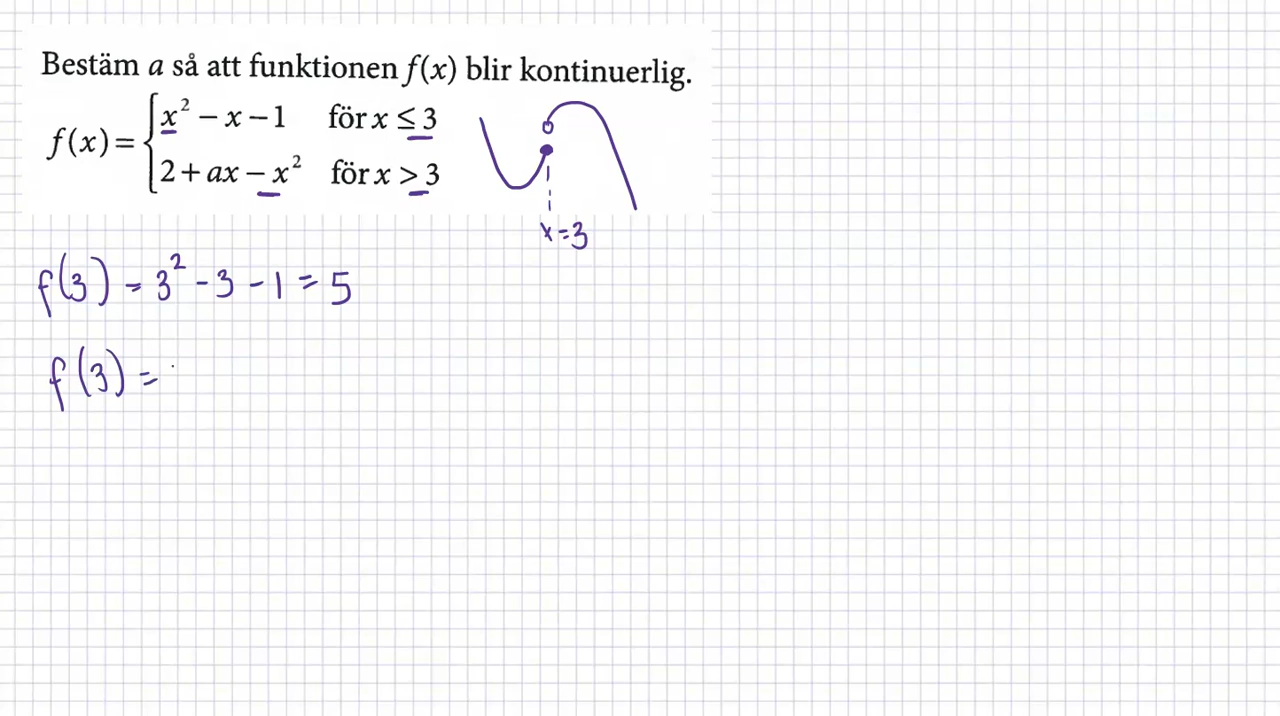 Bestäm a så att funktionen f(x) blir kontinuerlig.
f(x) = { x² − x − 1 för x ≤ 3
2 + ax − x² för x > 3
x=3
f(3) = 3² - 3 - 1 = 5
f(3) =